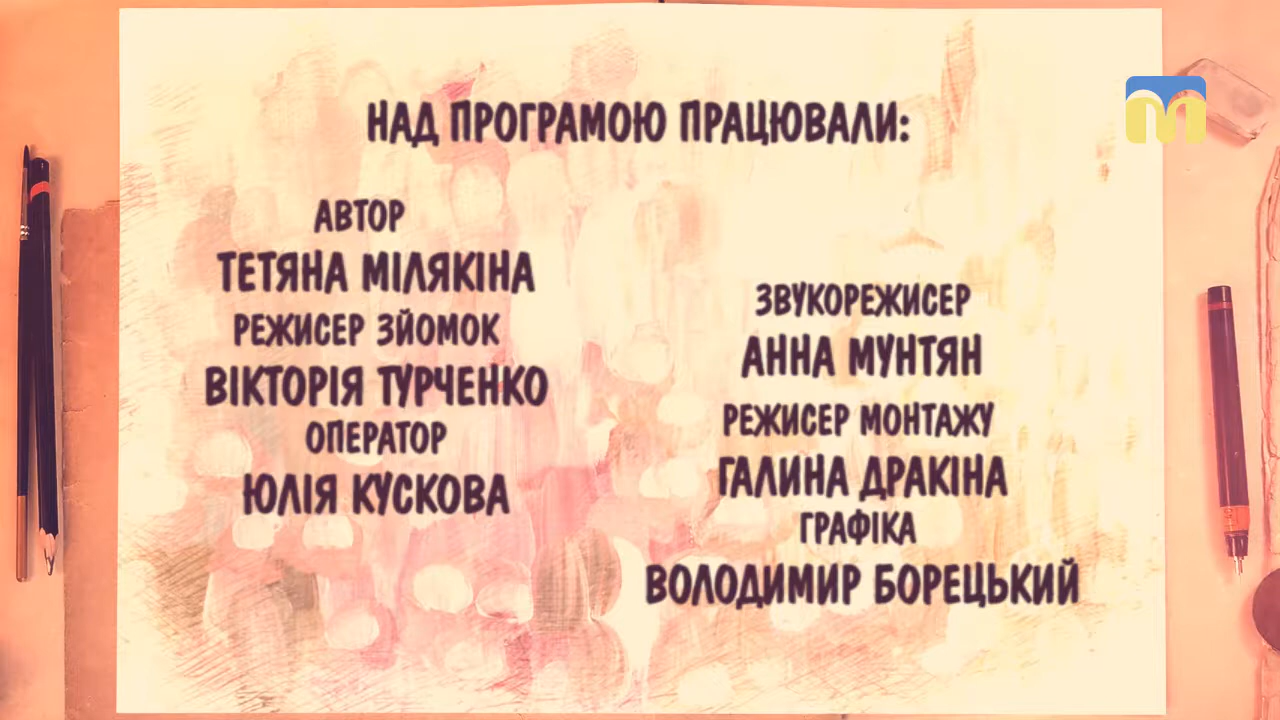 НАД ПРОГРАМОЮ ПРАЦЮВАЛИ:
АВТОР
ТЕТЯНА МІЛЯКІНА
РЕЖИСЕР ЗЙОМОК
ВІКТОРІЯ ТУРЧЕНКО
ОПЕРАТОР
ЮЛІЯ КУСКОВА
ЗВУКОРЕЖИСЕР
АННА МУНТЯН
РЕЖИСЕР МОНТАЖУ
ГАЛИНА ДРАКІНА
ГРАФІКА
ВОЛОДИМИР БОРЕЦЬКИЙ